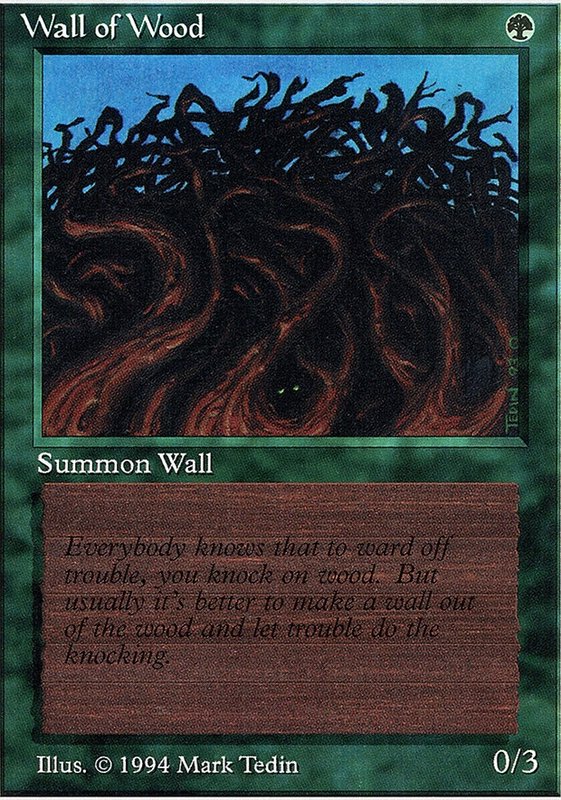 Wall of Wood
TEDIN 93 ©
Summon Wall
Everybody knows that to ward off
trouble, you knock on wood. But
usually it's better to make a wall out
of the wood and let trouble do the
knocking.
Illus. © 1994 Mark Tedin
0/3